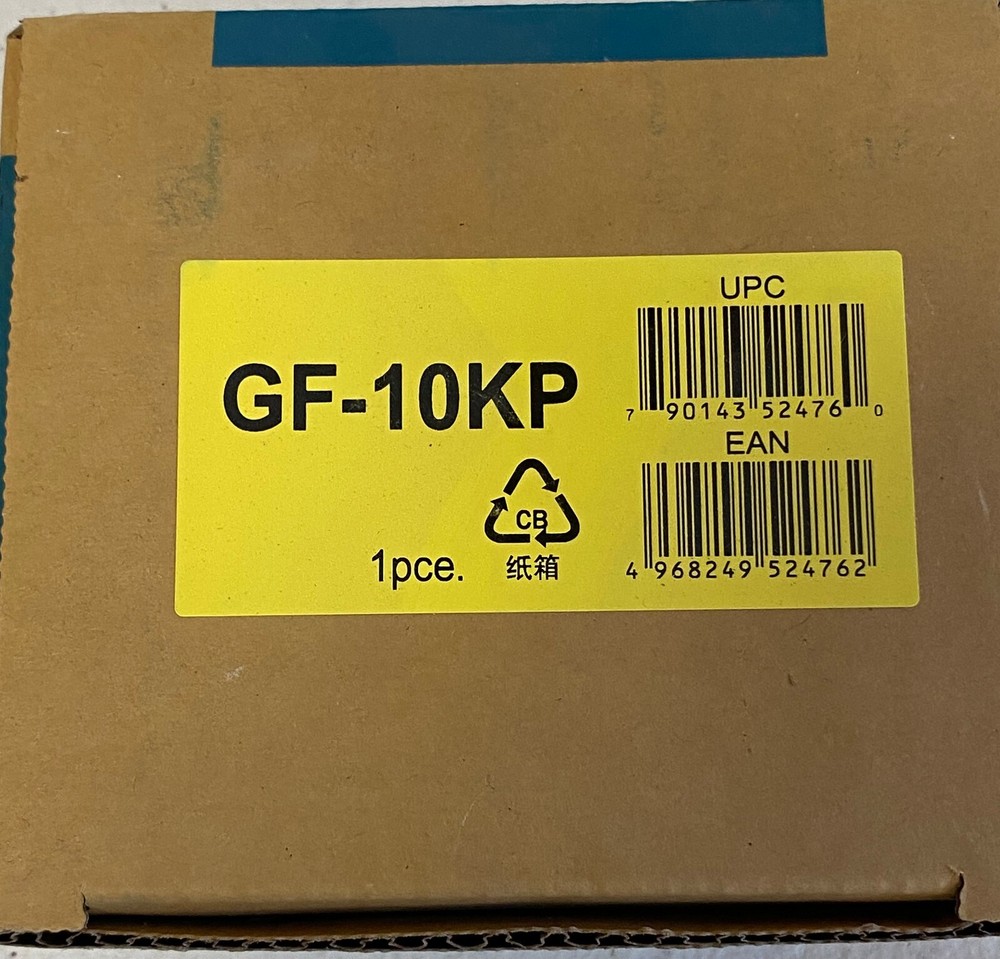 GF-10KP
1pce.
CB
纸箱
UPC
7 90143 52476 0
EAN
4 968249 524762